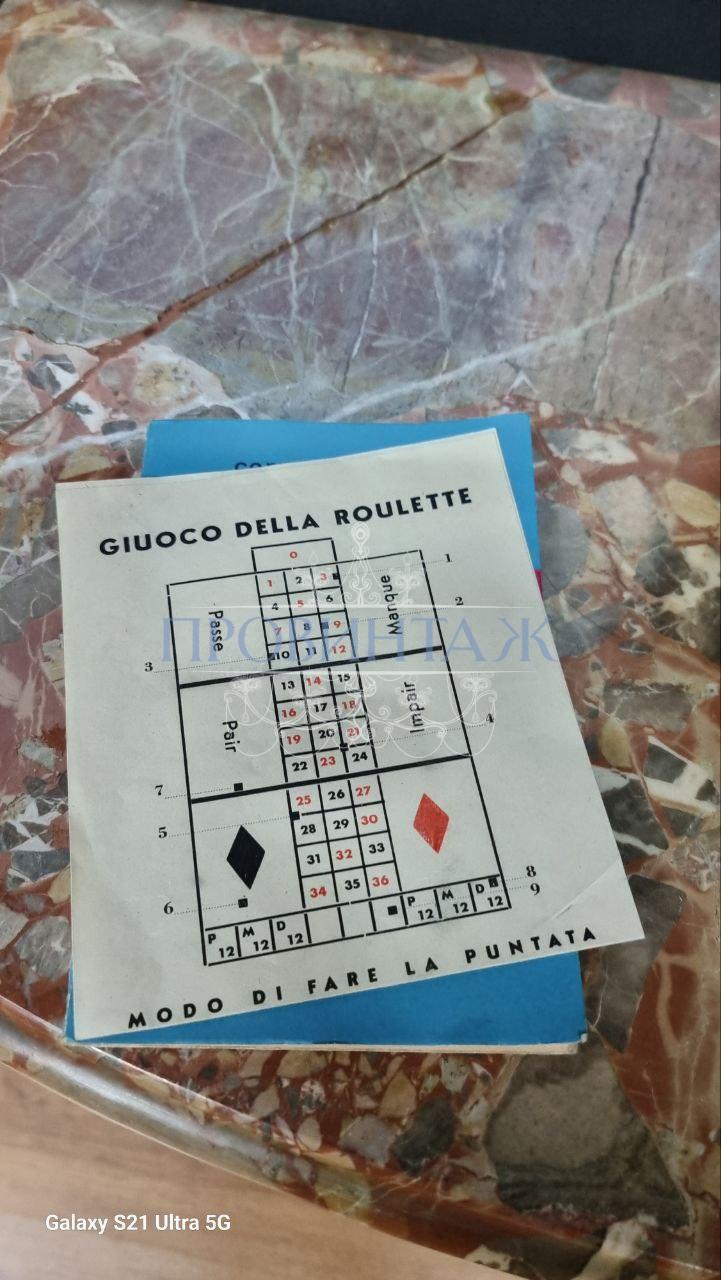 GIUOCO DELLA ROULETTE
0
1 2 3
1
4 5 6
2
Passe
Manque
7 8 9
ПРОВИНТАЖ
10 11 12
3
13 14 15
16 17 18
Pair
Impair
4
19 20 21
22 23 24
7
25 26 27
5
28 29 30
31 32 33
34 35 36
6
8
9
P 12 M 12 D 12 P 12 M 12 D 12
MODO DI FARE LA PUNTATA
Galaxy S21 Ultra 5G